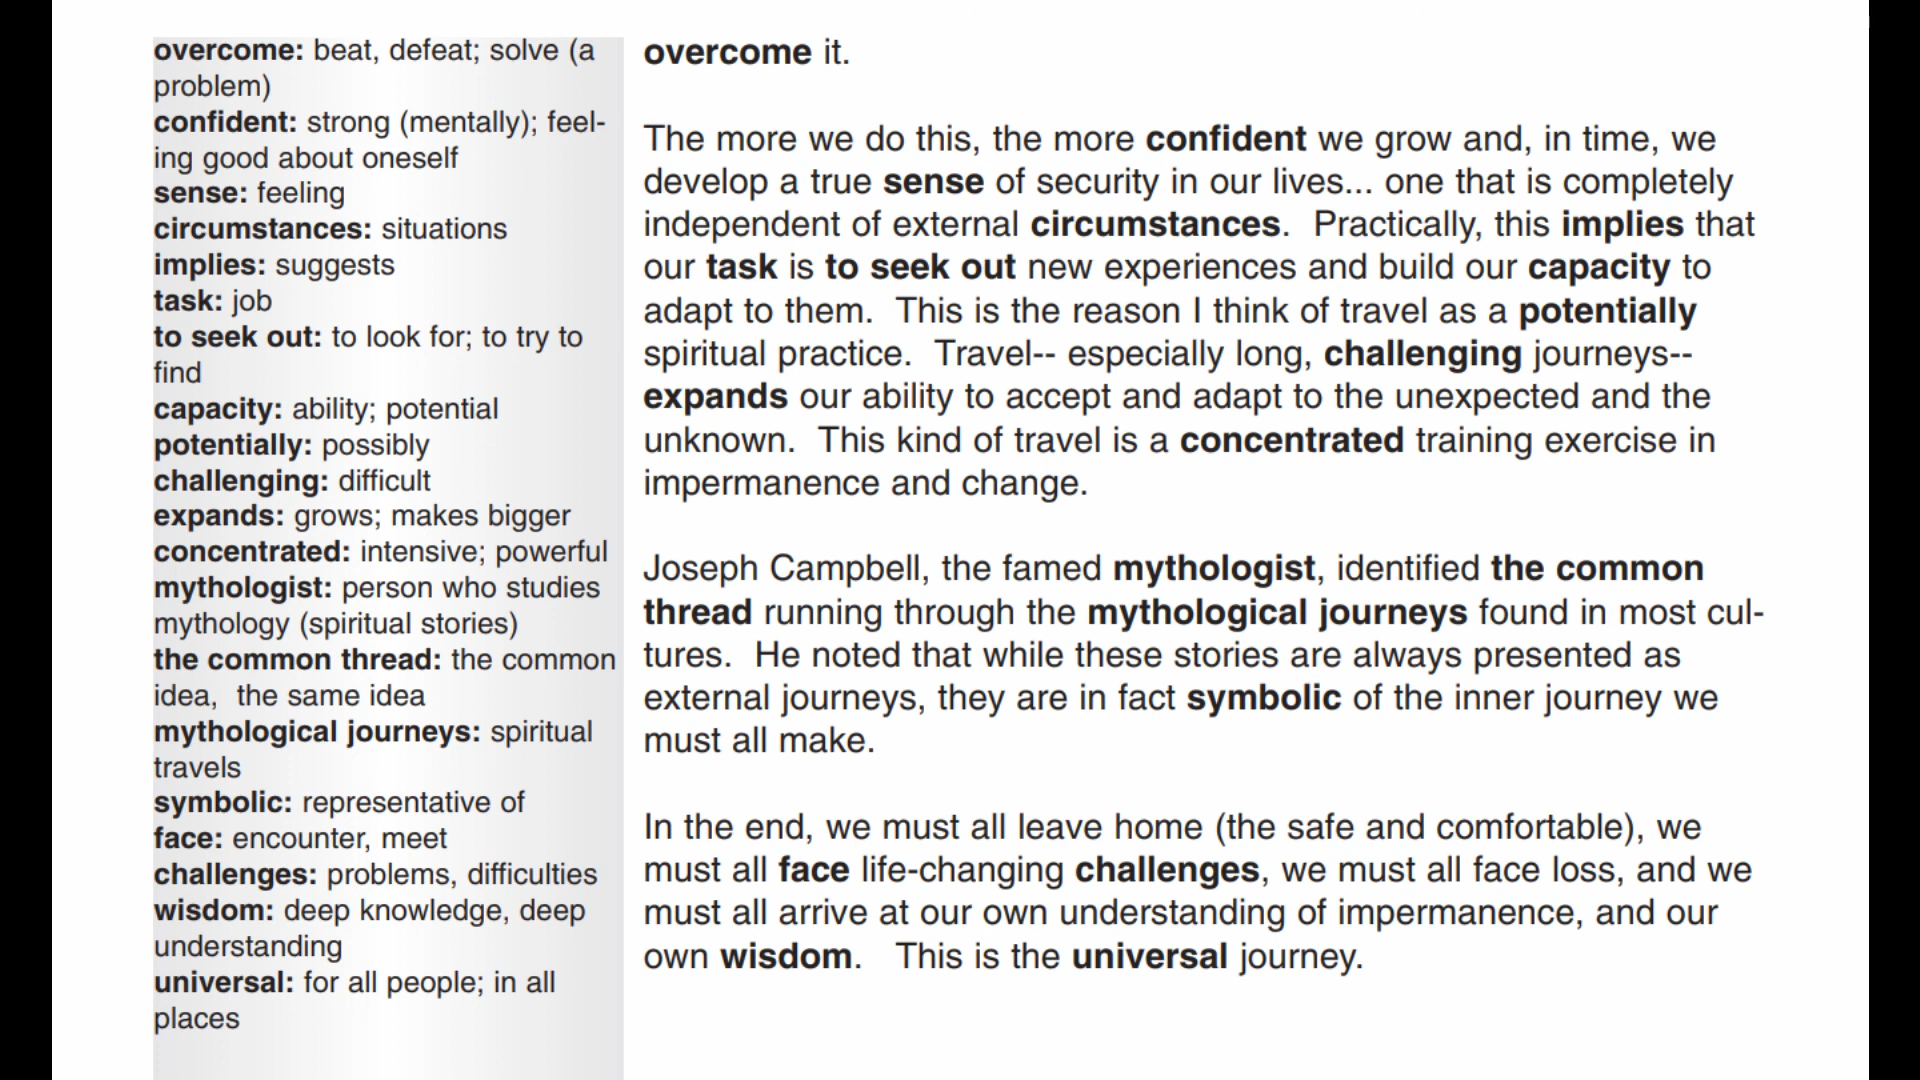 overcome: beat, defeat; solve (a
problem)
confident: strong (mentally); feel-
ing good about oneself
sense: feeling
circumstances: situations
implies: suggests
task: job
to seek out: to look for; to try to
find
capacity: ability; potential
potentially: possibly
challenging: difficult
expands: grows; makes bigger
concentrated: intensive; powerful
mythologist: person who studies
mythology (spiritual stories)
the common thread: the common
idea,  the same idea
mythological journeys: spiritual
travels
symbolic: representative of
face: encounter, meet
challenges: problems, difficulties
wisdom: deep knowledge, deep
understanding
universal: for all people; in all
places
overcome it.
The more we do this, the more confident we grow and, in time, we
develop a true sense of security in our lives... one that is completely
independent of external circumstances.  Practically, this implies that
our task is to seek out new experiences and build our capacity to
adapt to them.  This is the reason I think of travel as a potentially
spiritual practice.  Travel-- especially long, challenging journeys--
expands our ability to accept and adapt to the unexpected and the
unknown.  This kind of travel is a concentrated training exercise in
impermanence and change.
Joseph Campbell, the famed mythologist, identified the common
thread running through the mythological journeys found in most cul-
tures.  He noted that while these stories are always presented as
external journeys, they are in fact symbolic of the inner journey we
must all make.
In the end, we must all leave home (the safe and comfortable), we
must all face life-changing challenges, we must all face loss, and we
must all arrive at our own understanding of impermanence, and our
own wisdom.   This is the universal journey.